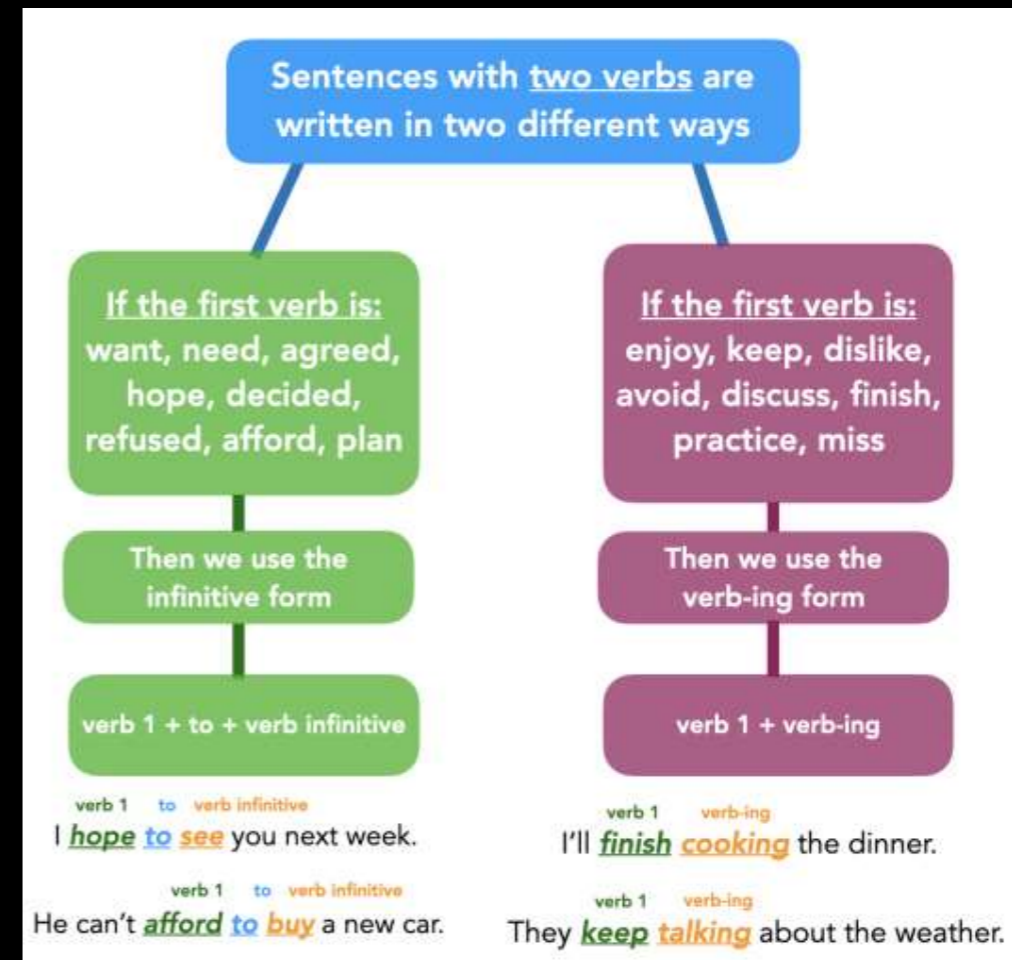 Sentences with two verbs are
written in two different ways
If the first verb is:
want, need, agreed,
hope, decided,
refused, afford, plan
Then we use the
infinitive form
verb 1 + to + verb infinitive
verb 1 to verb infinitive
I hope to see you next week.
verb 1 to verb infinitive
He can't afford to buy a new car.
If the first verb is:
enjoy, keep, dislike,
avoid, discuss, finish,
practice, miss
Then we use the
verb-ing form
verb 1 + verb-ing
verb 1 verb-ing
I'll finish cooking the dinner.
verb 1 verb-ing
They keep talking about the weather.